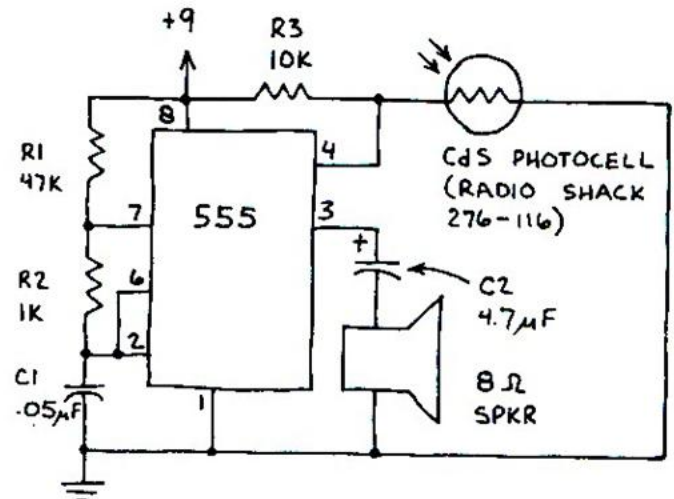 +9
R3
10K
8
R1
47K
4
CdS PHOTOCELL
(RADIO SHACK
276-116)
7
555
3
+
6
R2
1K
C2
4.7µF
2
C1
.05µF
1
8Ω
SPKR